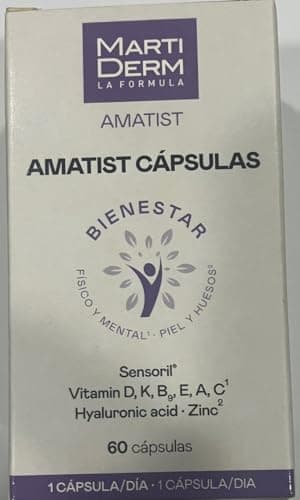 MARTI
DERM
LA FORMULA
AMATIST
AMATIST CÁPSULAS
BIENESTAR
FÍSICO Y MENTAL¹ · PIEL Y HUESOS²
Sensoril®
Vitamin D, K, B₉, E, A, C¹
Hyaluronic acid · Zinc²
60 cápsulas
1 CÁPSULA/DÍA · 1 CÁPSULA/DIA